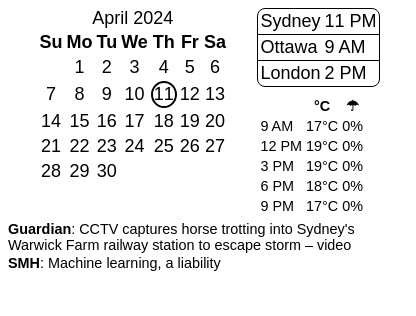 April 2024
Su Mo Tu We Th Fr Sa
1 2 3 4 5 6
7 8 9 10 11 12 13
14 15 16 17 18 19 20
21 22 23 24 25 26 27
28 29 30
Sydney 11 PM
Ottawa 9 AM
London 2 PM
°C ☂
9 AM 17°C 0%
12 PM 19°C 0%
3 PM 19°C 0%
6 PM 18°C 0%
9 PM 17°C 0%
Guardian: CCTV captures horse trotting into Sydney's
Warwick Farm railway station to escape storm – video
SMH: Machine learning, a liability